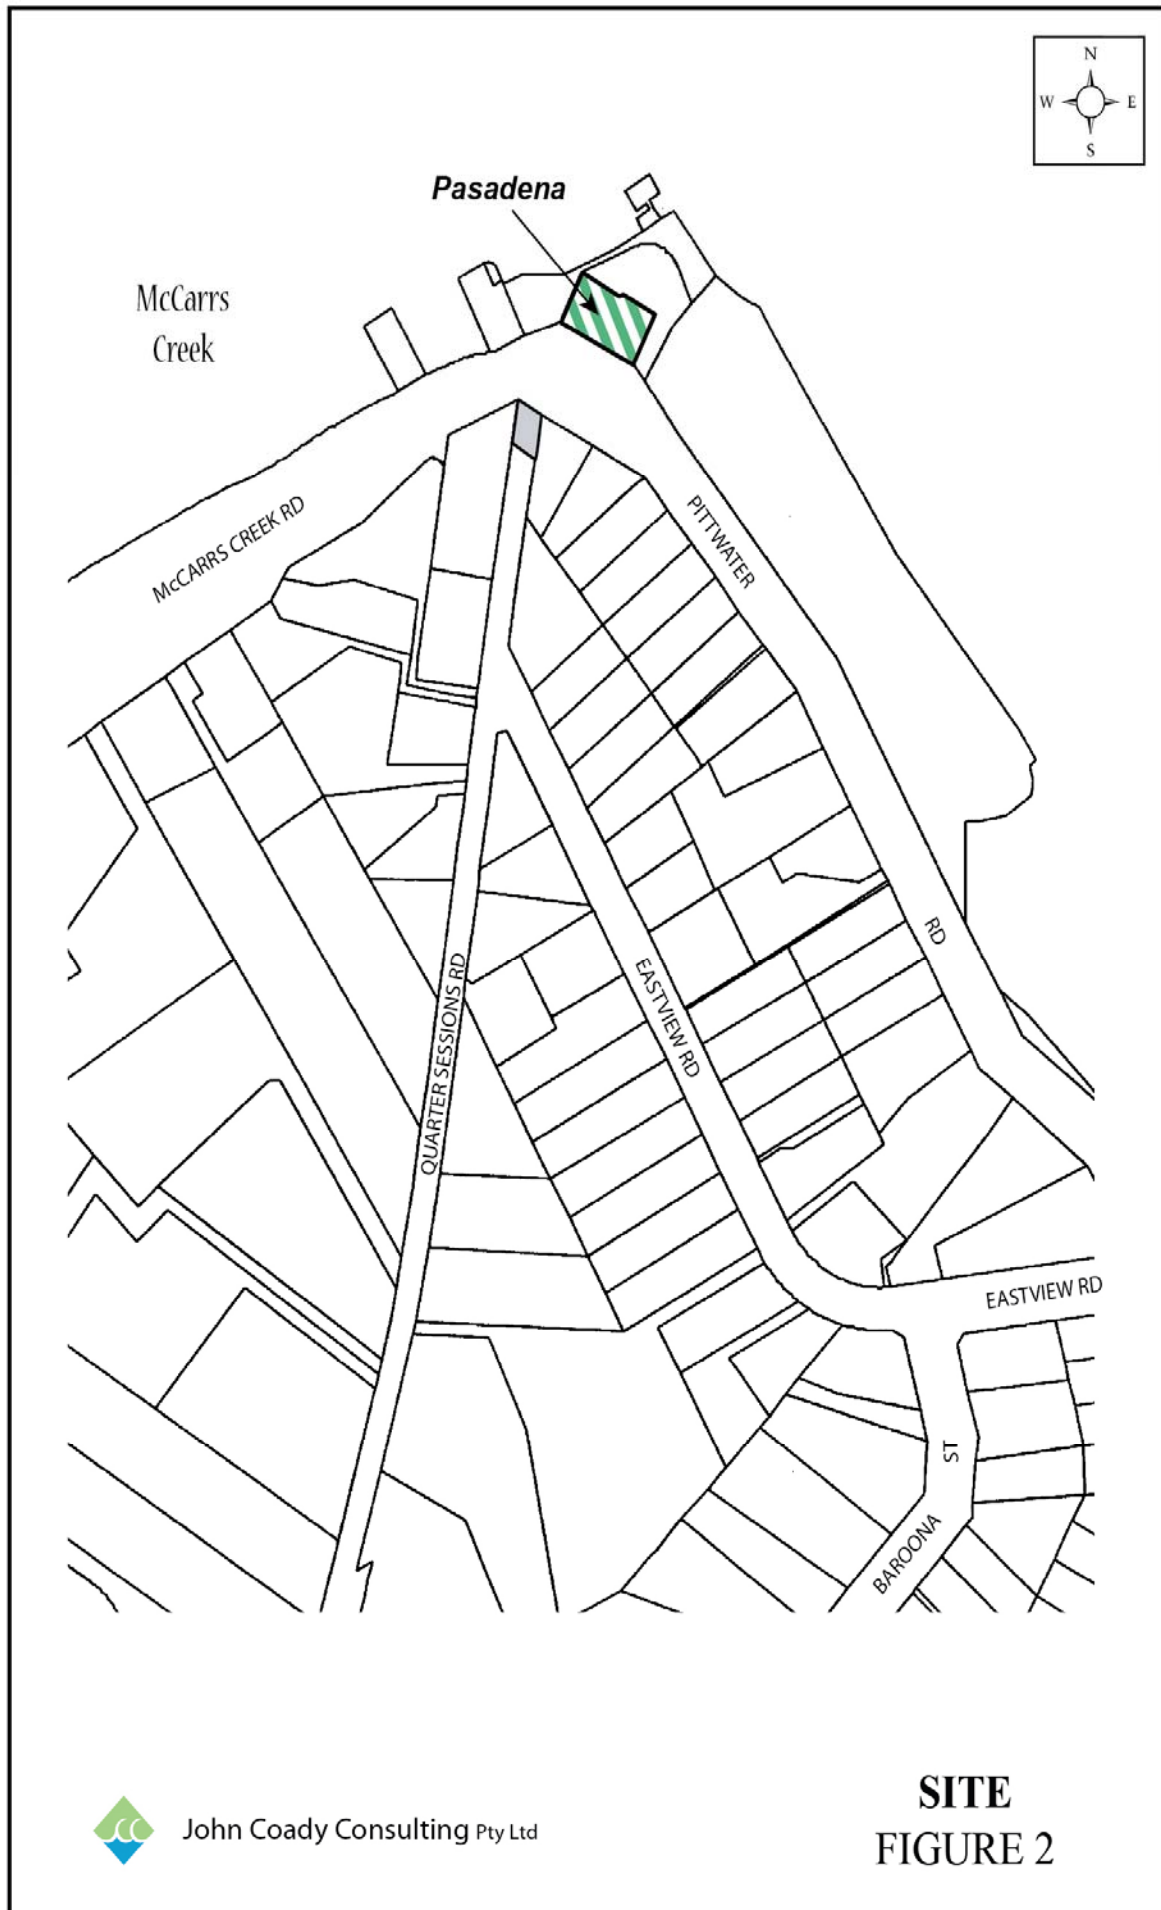 N
W E
S
Pasadena
McCarrs
Creek
McCARRS CREEK RD
PITTWATER
RD
EASTVIEW RD
QUARTER SESSIONS RD
EASTVIEW RD
ST
BAROONA
SITE
JCC John Coady Consulting Pty Ltd
FIGURE 2